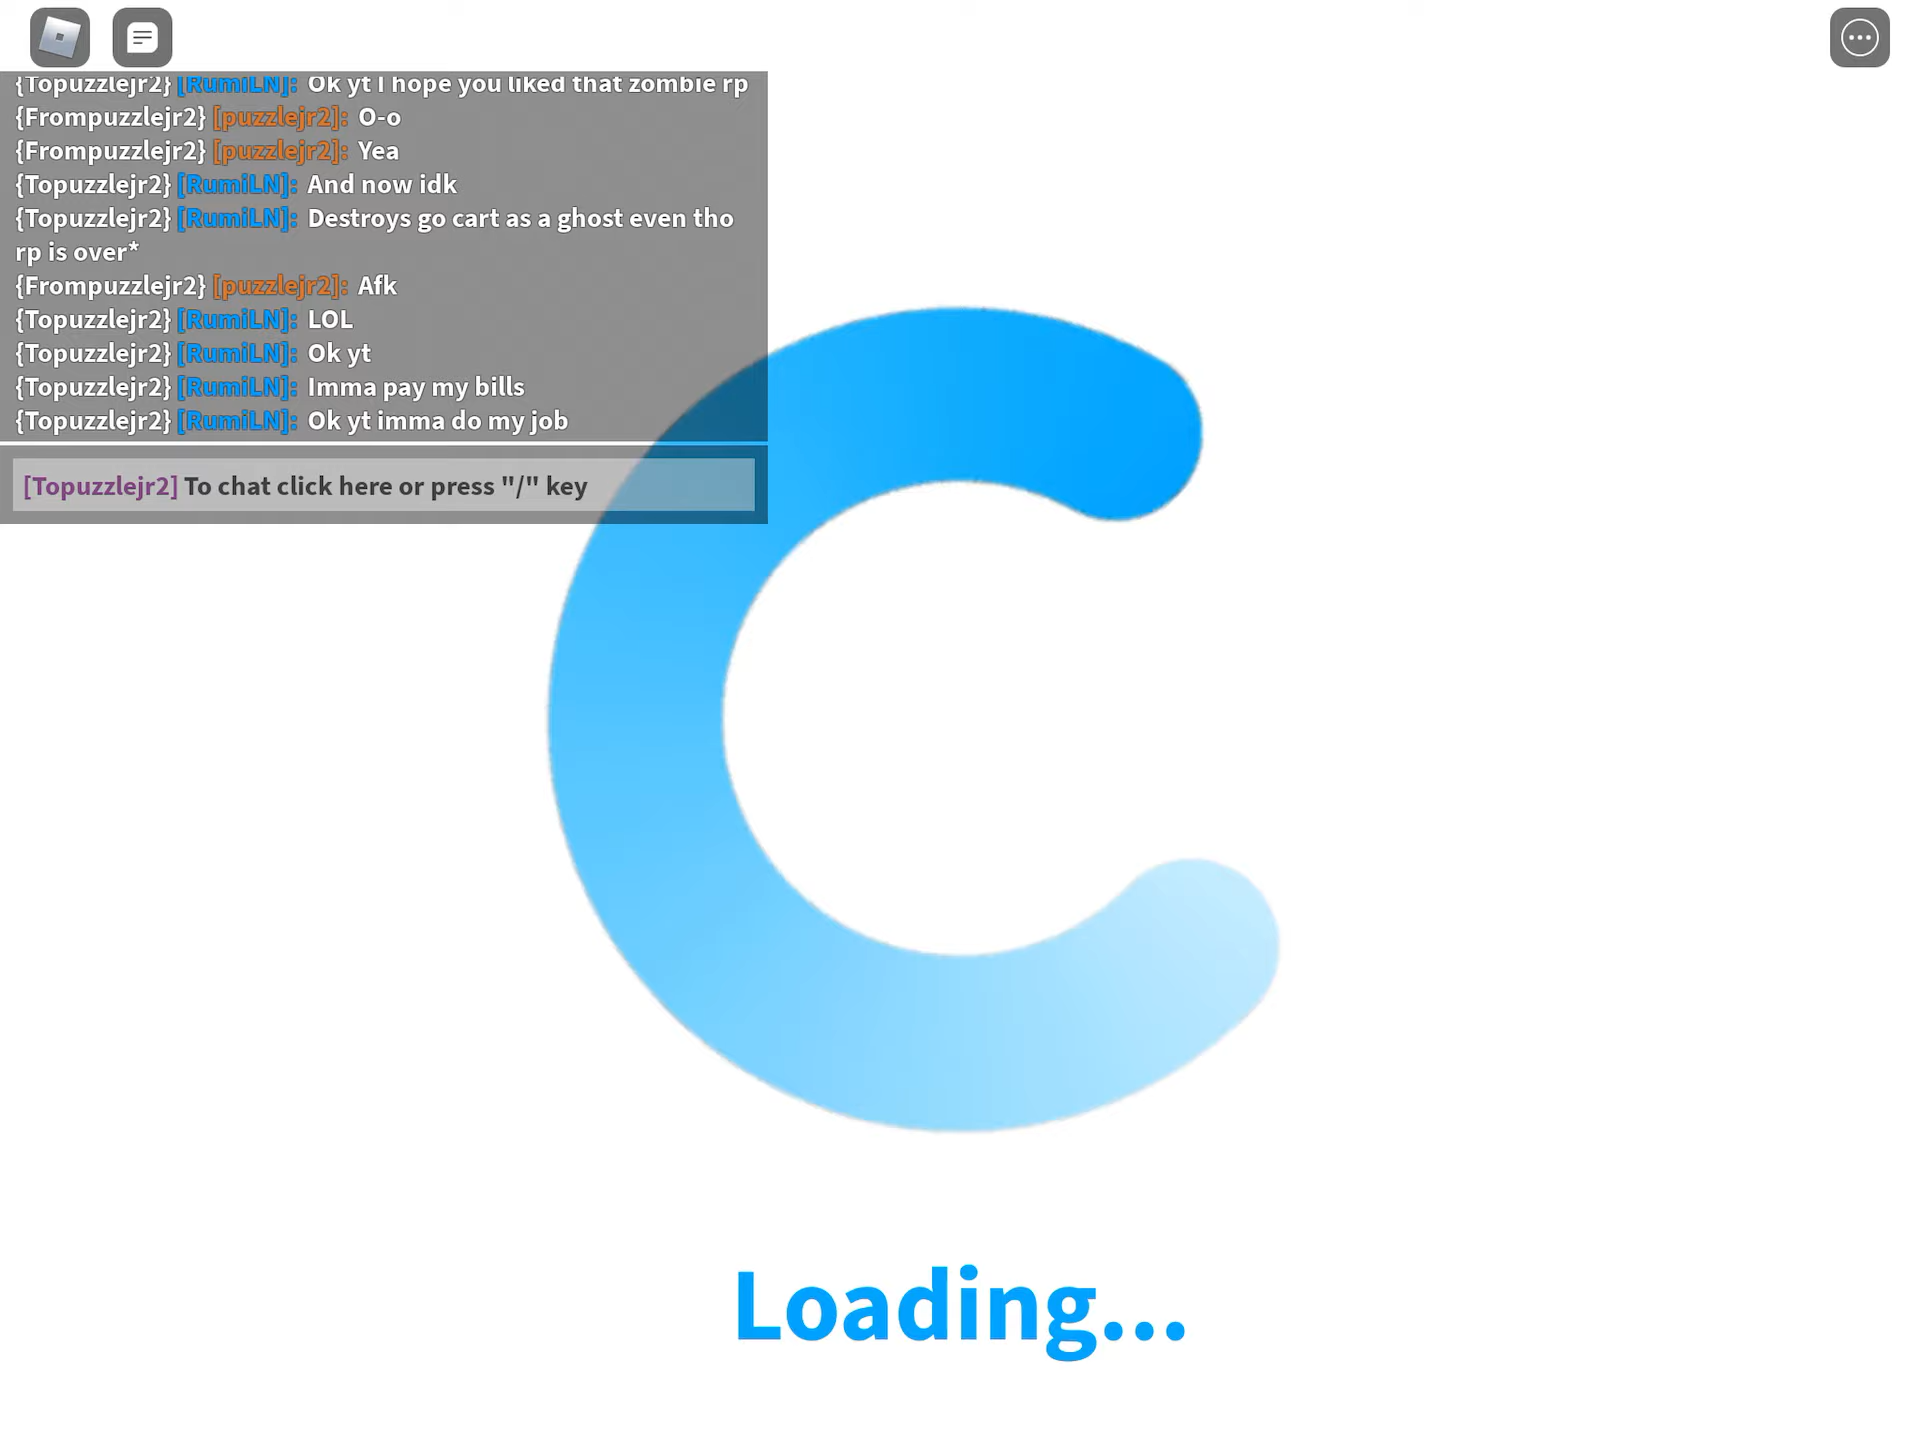 {Topuzzlejr2} [RumiLN]: Ok yt I hope you liked that zombie rp
{Frompuzzlejr2} [puzzlejr2]: O-o
{Frompuzzlejr2} [puzzlejr2]: Yea
{Topuzzlejr2} [RumiLN]: And now idk
{Topuzzlejr2} [RumiLN]: Destroys go cart as a ghost even tho
rp is over*
{Frompuzzlejr2} [puzzlejr2]: Afk
{Topuzzlejr2} [RumiLN]: LOL
{Topuzzlejr2} [RumiLN]: Ok yt
{Topuzzlejr2} [RumiLN]: Imma pay my bills
{Topuzzlejr2} [RumiLN]: Ok yt imma do my job
[Topuzzlejr2] To chat click here or press "/" key
Loading...